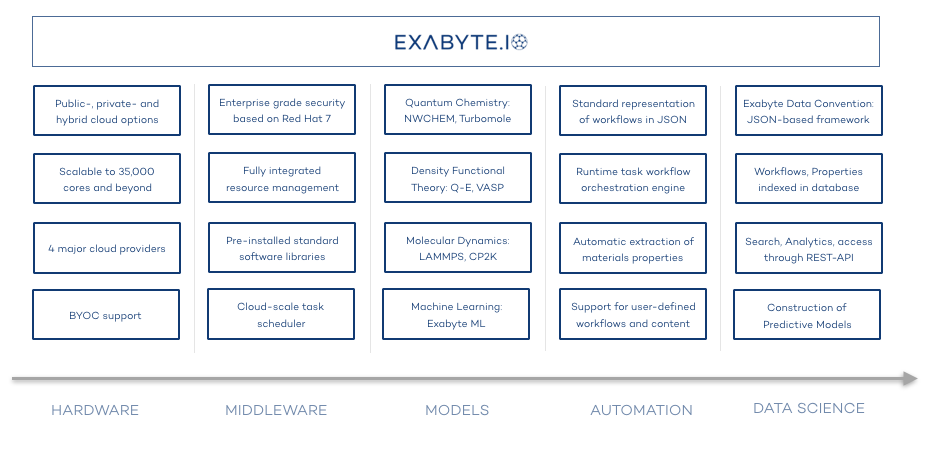 EXΛBYTE.IO
Public-, private- and
hybrid cloud options
Scalable to 35,000
cores and beyond
4 major cloud providers
BYOC support
Enterprise grade security
based on Red Hat 7
Fully integrated
resource management
Pre-installed standard
software libraries
Cloud-scale task
scheduler
Quantum Chemistry:
NWCHEM, Turbomole
Density Functional
Theory: Q-E, VASP
Molecular Dynamics:
LAMMPS, CP2K
Machine Learning:
Exabyte ML
Standard representation
of workflows in JSON
Runtime task workflow
orchestration engine
Automatic extraction of
materials properties
Support for user-defined
workflows and content
Exabyte Data Convention:
JSON-based framework
Workflows, Properties
indexed in database
Search, Analytics, access
through REST-API
Construction of
Predictive Models
HARDWARE
MIDDLEWARE
MODELS
AUTOMATION
DATA SCIENCE